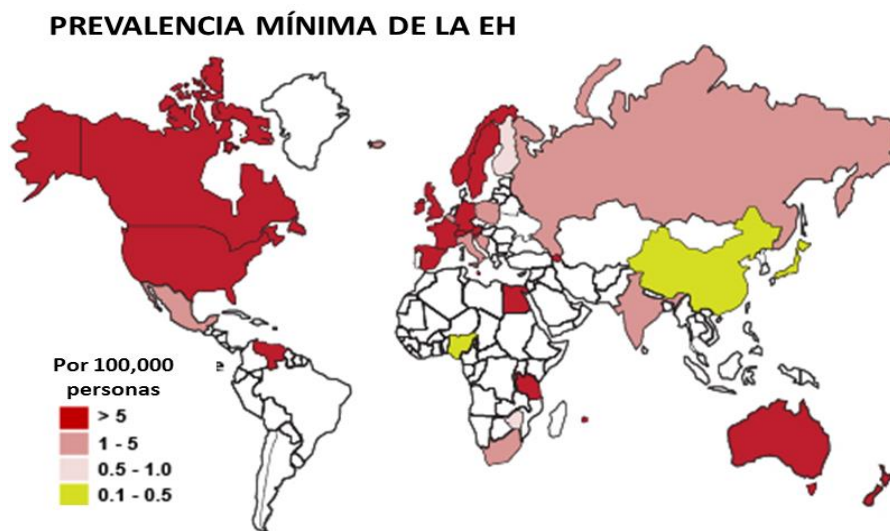 PREVALENCIA MÍNIMA DE LA EH
Por 100,000
personas
e
> 5
1 - 5
0.5 - 1.0
0.1 - 0.5